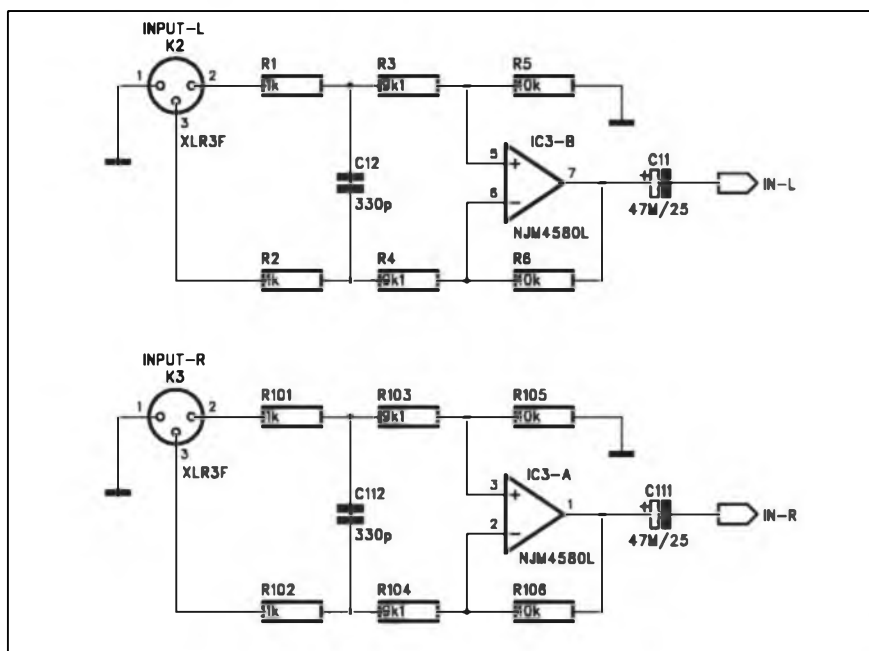 INPUT-L
K2
1
2
3
XLR3F
R1
1k
R3
9k1
R5
10k
C12
330p
IC3-B
5
+
6
−
7
NJM4580L
C11
+
47M/25
IN-L
R2
1k
R4
9k1
R6
10k
INPUT-R
K3
1
2
3
XLR3F
R101
1k
R103
9k1
R105
10k
C112
330p
IC3-A
3
+
2
−
1
NJM4580L
C111
+
47M/25
IN-R
R102
1k
R104
9k1
R106
10k